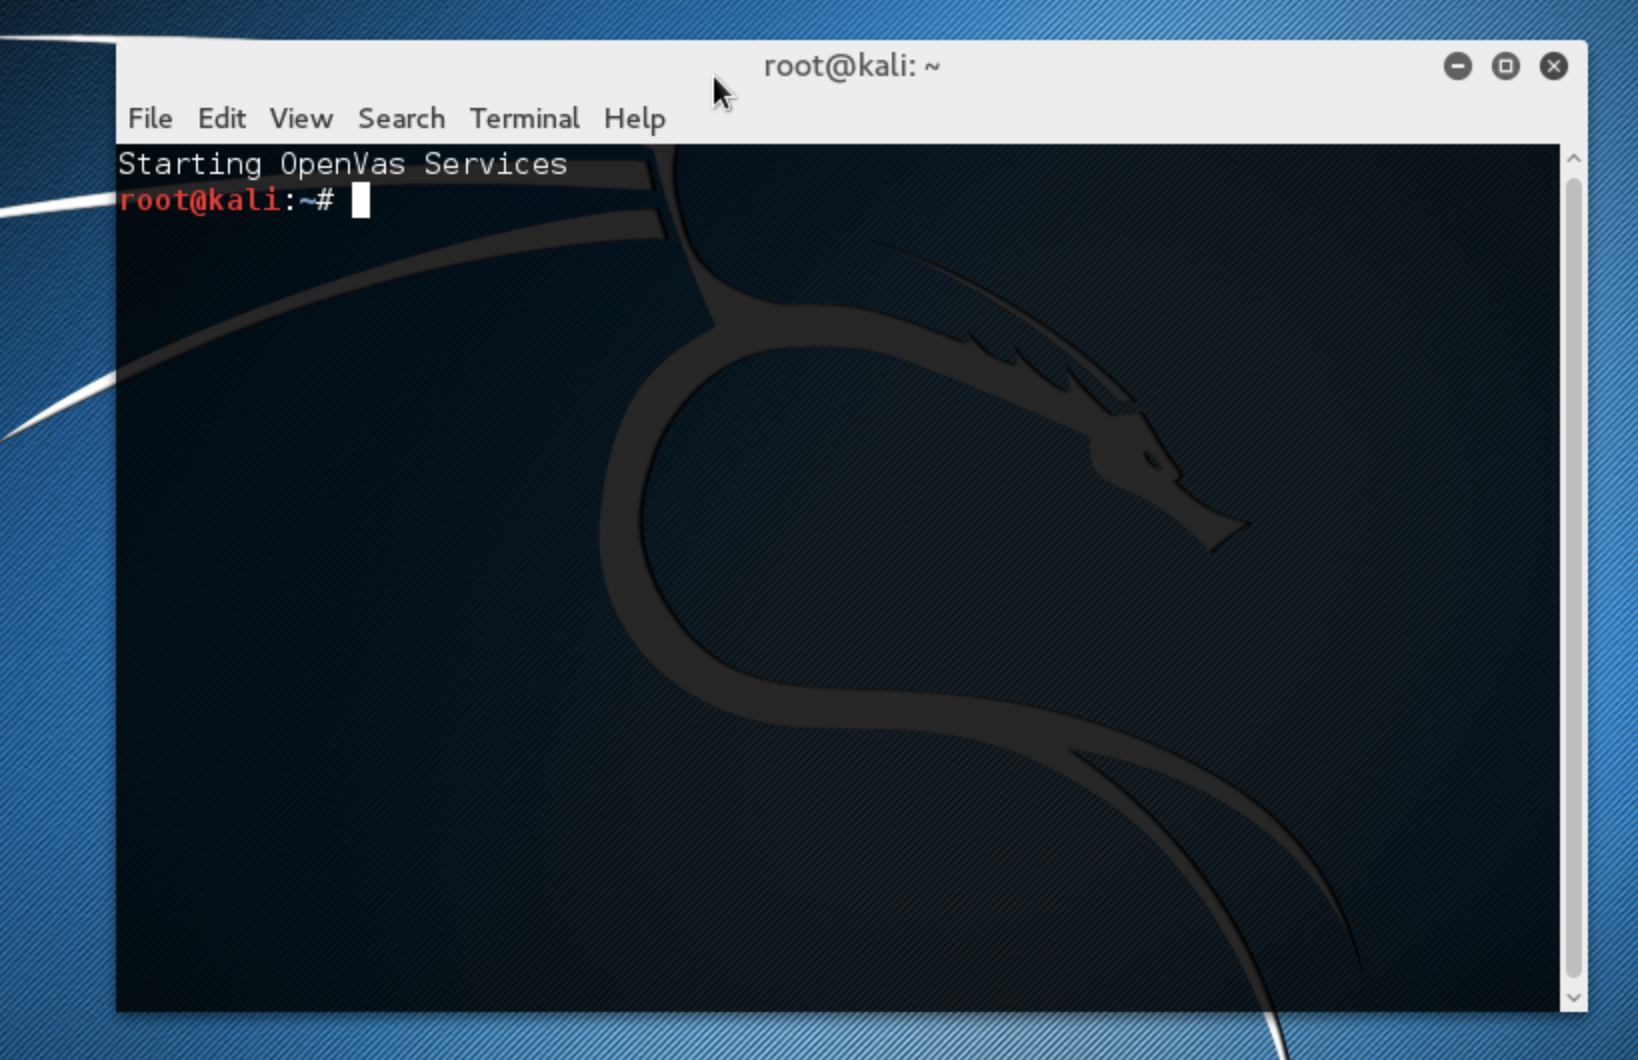 root@kali: ~
File Edit View Search Terminal Help
Starting OpenVas Services
root@kali:~#